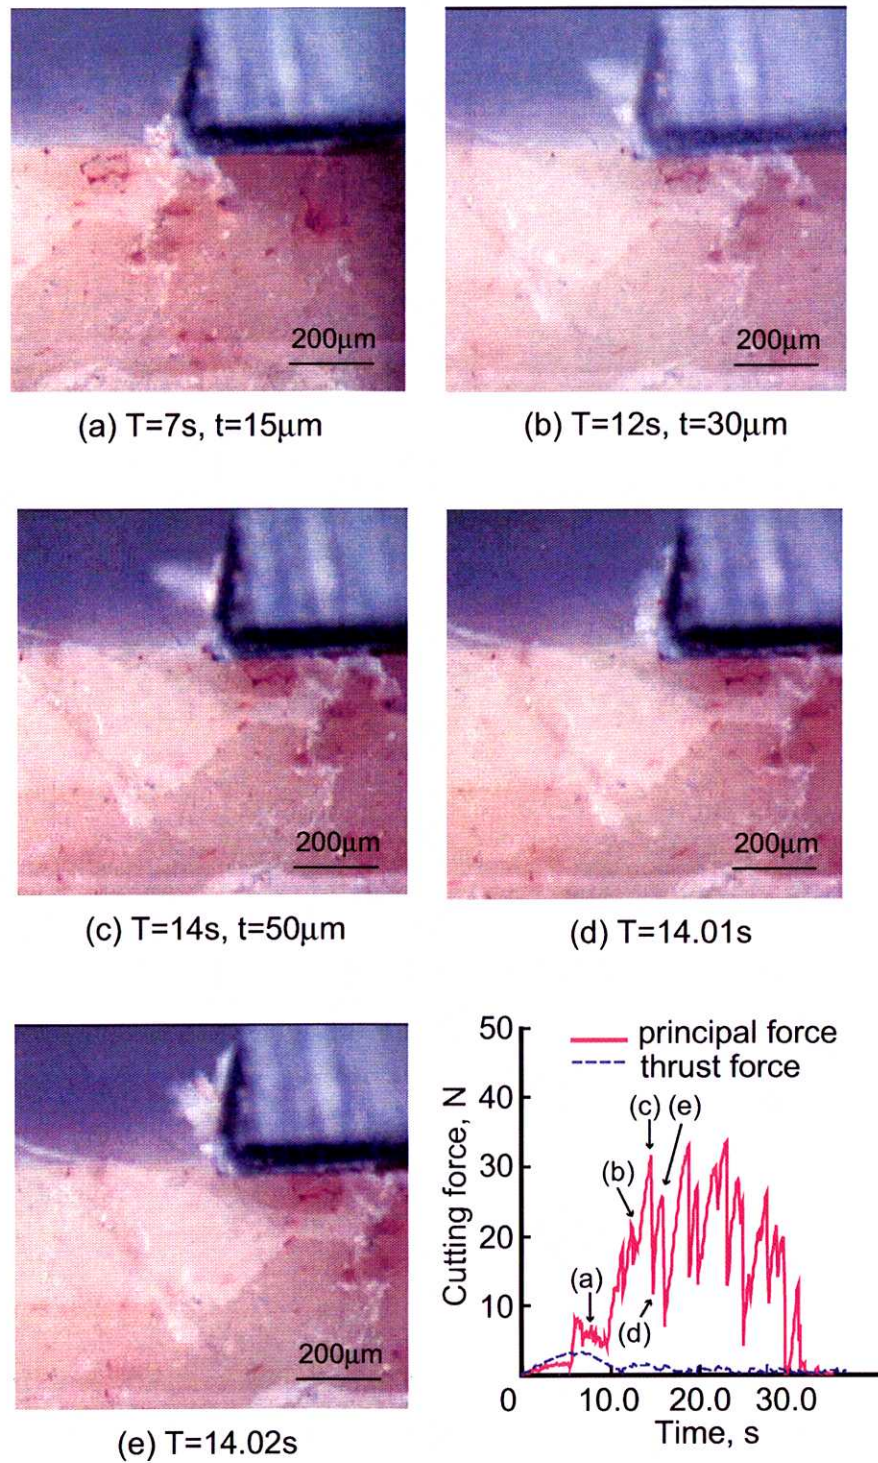 200μm
200μm
(a) T=7s, t=15μm
(b) T=12s, t=30μm
200μm
200μm
(c) T=14s, t=50μm
(d) T=14.01s
200μm
(e) T=14.02s
50
40
30
20
10
0
10.0
20.0
30.0
Cutting force, N
Time, s
principal force
thrust force
(a)
(b)
(c)
(d)
(e)